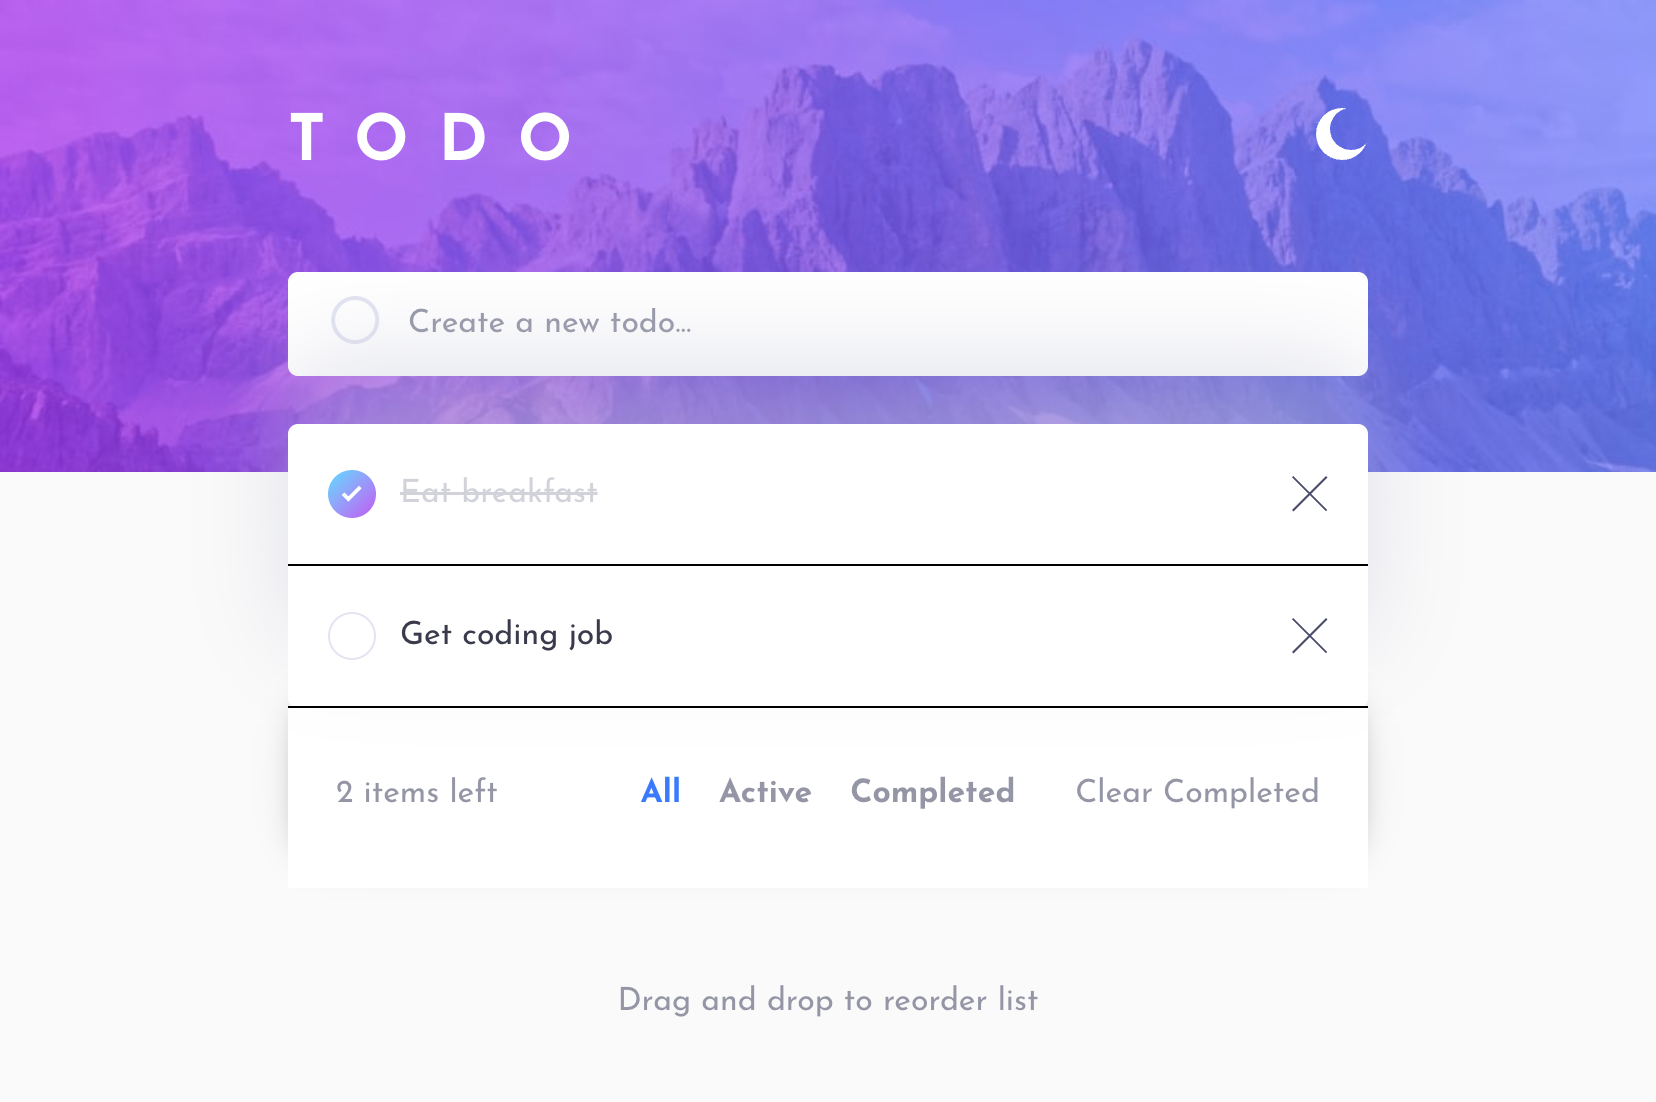 TODO
Create a new todo...
Eat breakfast
Get coding job
2 items left All Active Completed Clear Completed
Drag and drop to reorder list